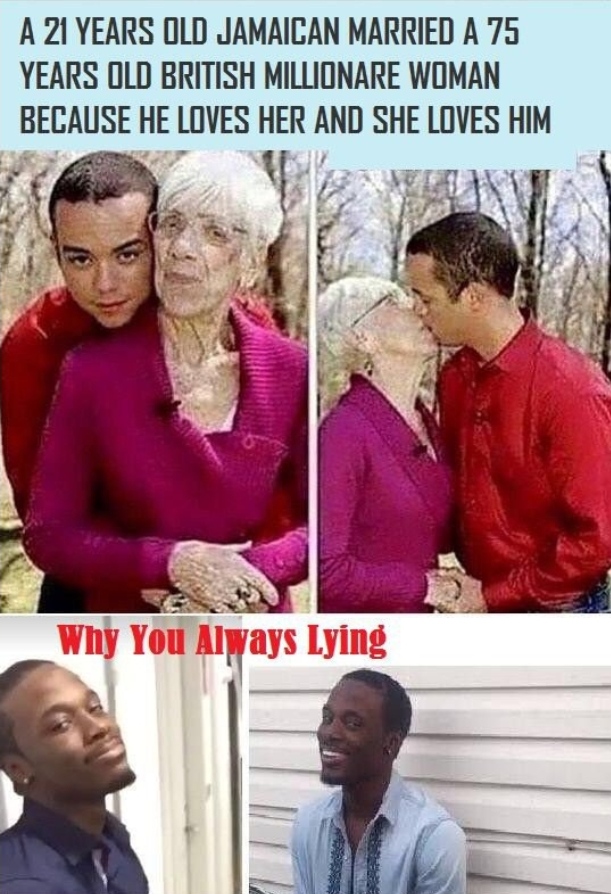 A 21 YEARS OLD JAMAICAN MARRIED A 75
YEARS OLD BRITISH MILLIONARE WOMAN
BECAUSE HE LOVES HER AND SHE LOVES HIM
Why You Always Lying